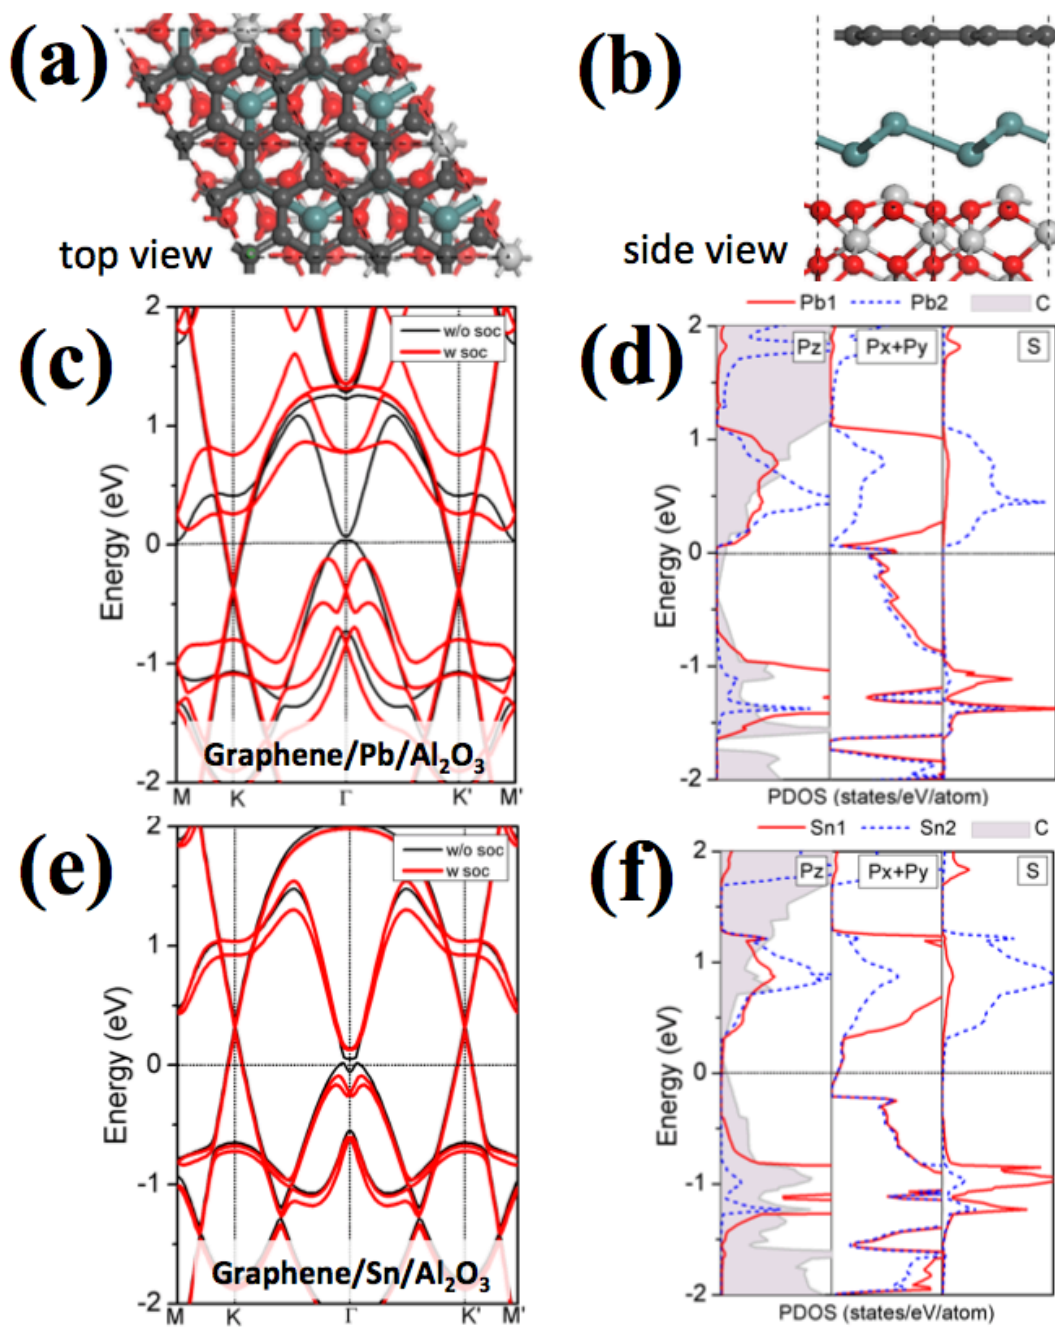 (a)
top view
(b)
side view
(c)
w/o soc
w soc
2
1
0
-1
-2
Energy (eV)
Graphene/Pb/Al₂O₃
M K Γ K' M'
(d)
Pb1 Pb2 C
Pz Px+Py S
2
1
0
-1
-2
Energy (eV)
PDOS (states/eV/atom)
(e)
w/o soc
w soc
2
1
0
-1
-2
Energy (eV)
Graphene/Sn/Al₂O₃
M K Γ K' M'
(f)
Sn1 Sn2 C
Pz Px+Py S
2
1
0
-1
-2
Energy (eV)
PDOS (states/eV/atom)